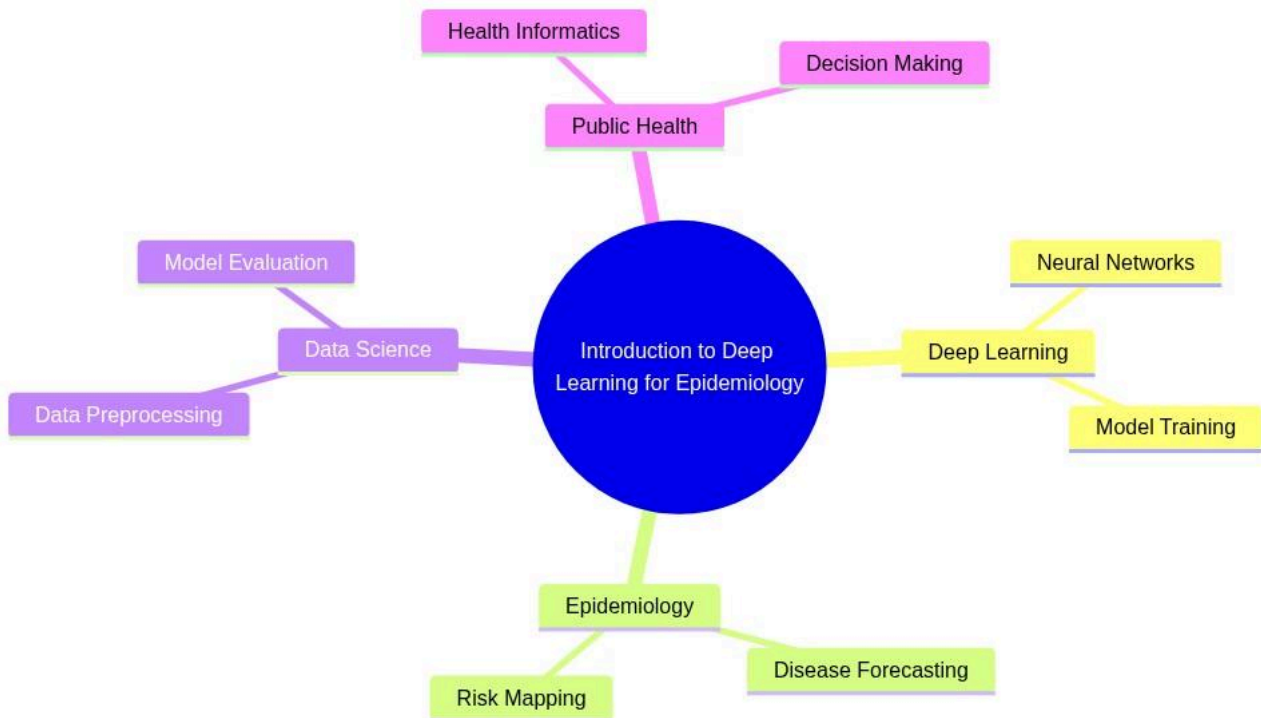 Health Informatics
Decision Making
Public Health
Model Evaluation
Neural Networks
Data Science
Introduction to Deep
Learning for Epidemiology
Deep Learning
Data Preprocessing
Model Training
Epidemiology
Disease Forecasting
Risk Mapping